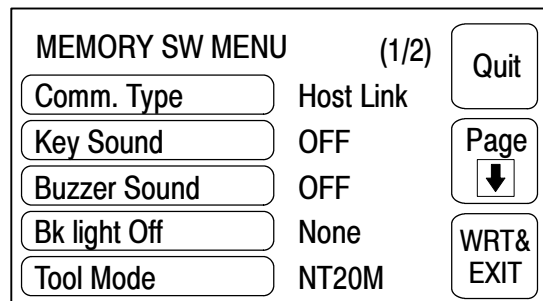 MEMORY SW MENU (1/2) Quit
Comm. Type Host Link
Key Sound OFF Page
Buzzer Sound OFF
Bk light Off None WRT&
Tool Mode NT20M EXIT